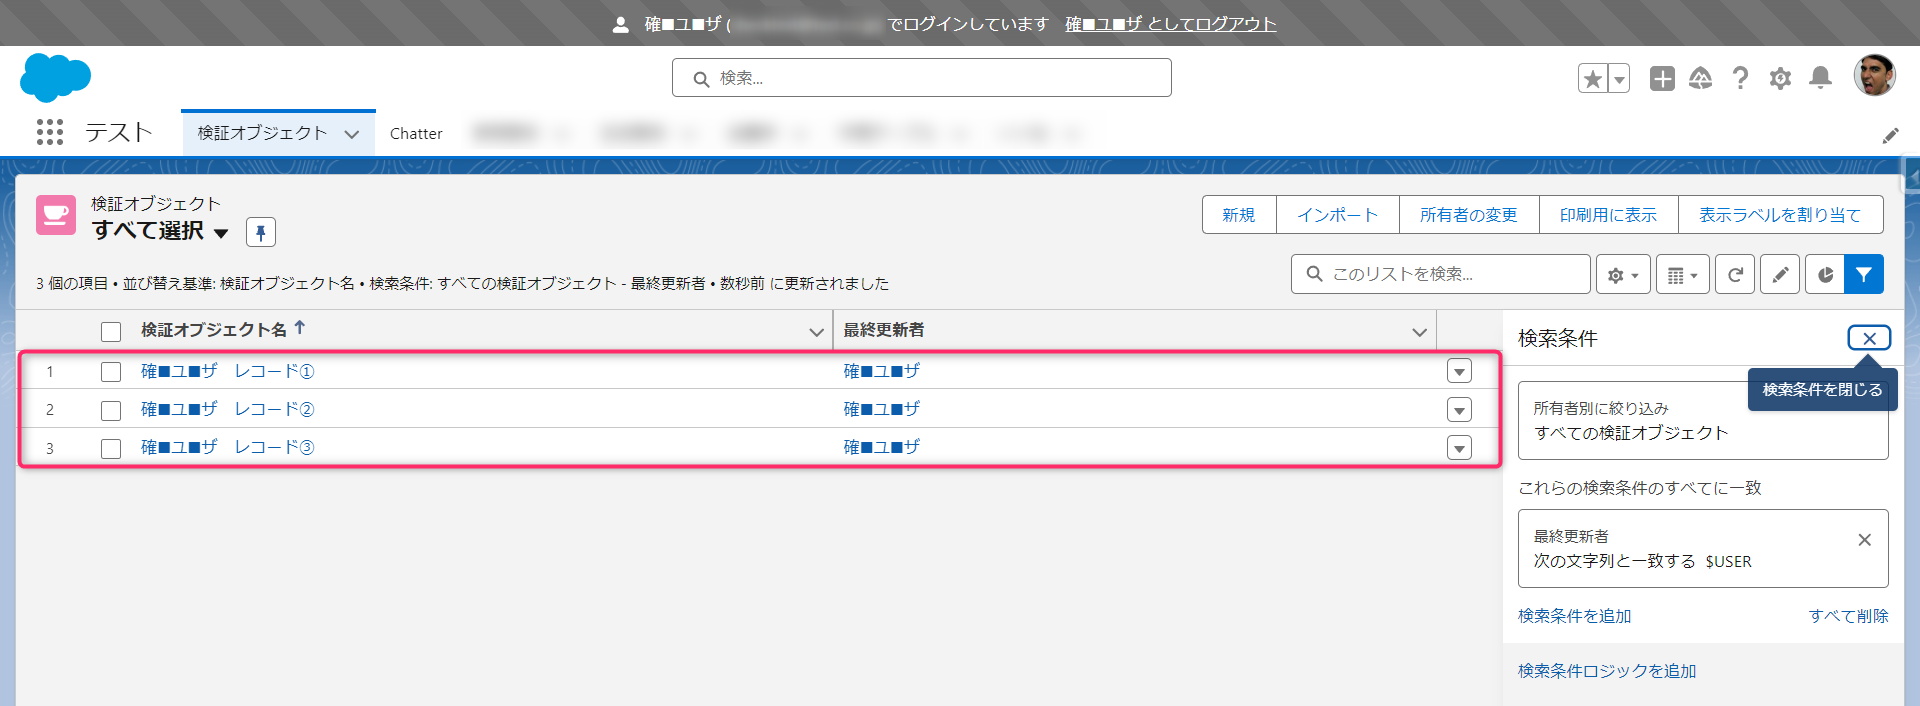 確■ユ■ザ (
でログインしています 確■ユ■ザ としてログアウト
検索...
テスト
検証オブジェクト
Chatter
検証オブジェクト
すべて選択
新規
インポート
所有者の変更
印刷用に表示
表示ラベルを割り当て
3 個の項目 • 並び替え基準: 検証オブジェクト名 • 検索条件: すべての検証オブジェクト - 最終更新者 • 数秒前 に更新されました
このリストを検索...
検証オブジェクト名 ↑
最終更新者
1 確■ユ■ザ　レコード① 確■ユ■ザ
2 確■ユ■ザ　レコード② 確■ユ■ザ
3 確■ユ■ザ　レコード③ 確■ユ■ザ
検索条件
検索条件を閉じる
所有者別に絞り込み
すべての検証オブジェクト
これらの検索条件のすべてに一致
最終更新者
次の文字列と一致する $USER
検索条件を追加
すべて削除
検索条件ロジックを追加